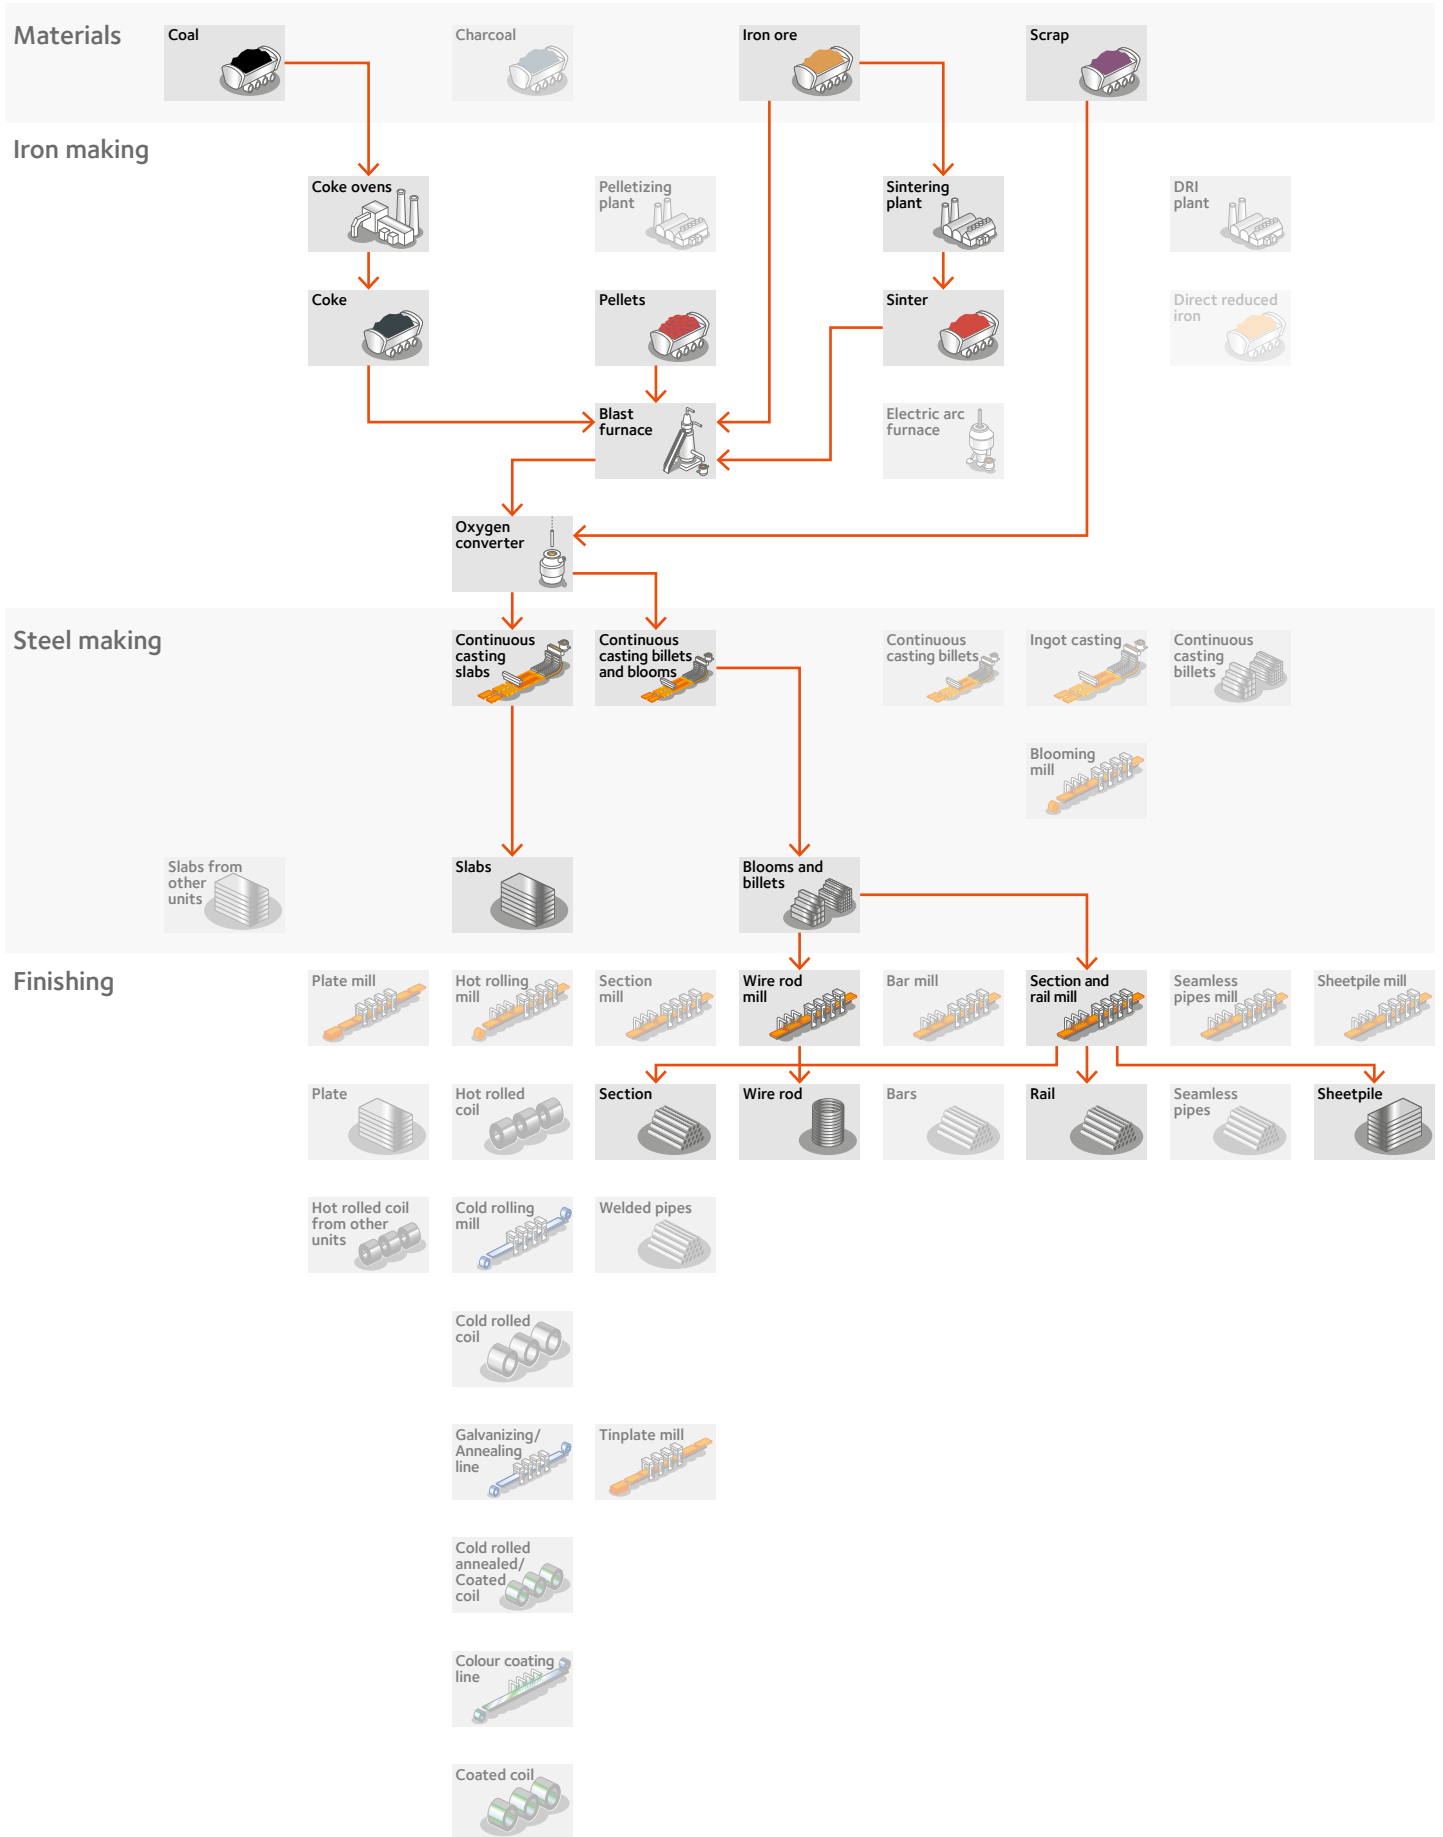 Materials
Coal
Charcoal
Iron ore
Scrap
Iron making
Coke ovens
Pelletizing
plant
Sintering
plant
DRI
plant
Coke
Pellets
Sinter
Direct reduced
iron
Blast
furnace
Electric arc
furnace
Oxygen
converter
Steel making
Continuous
casting
slabs
Continuous
casting billets
and blooms
Continuous
casting billets
Ingot casting
Continuous
casting
billets
Blooming
mill
Slabs from
other
units
Slabs
Blooms and
billets
Finishing
Plate mill
Hot rolling
mill
Section
mill
Wire rod
mill
Bar mill
Section and
rail mill
Seamless
pipes mill
Sheetpile mill
Plate
Hot rolled
coil
Section
Wire rod
Bars
Rail
Seamless
pipes
Sheetpile
Hot rolled coil
from other
units
Cold rolling
mill
Welded pipes
Cold rolled
coil
Galvanizing/
Annealing
line
Tinplate mill
Cold rolled
annealed/
Coated
coil
Colour coating
line
Coated coil